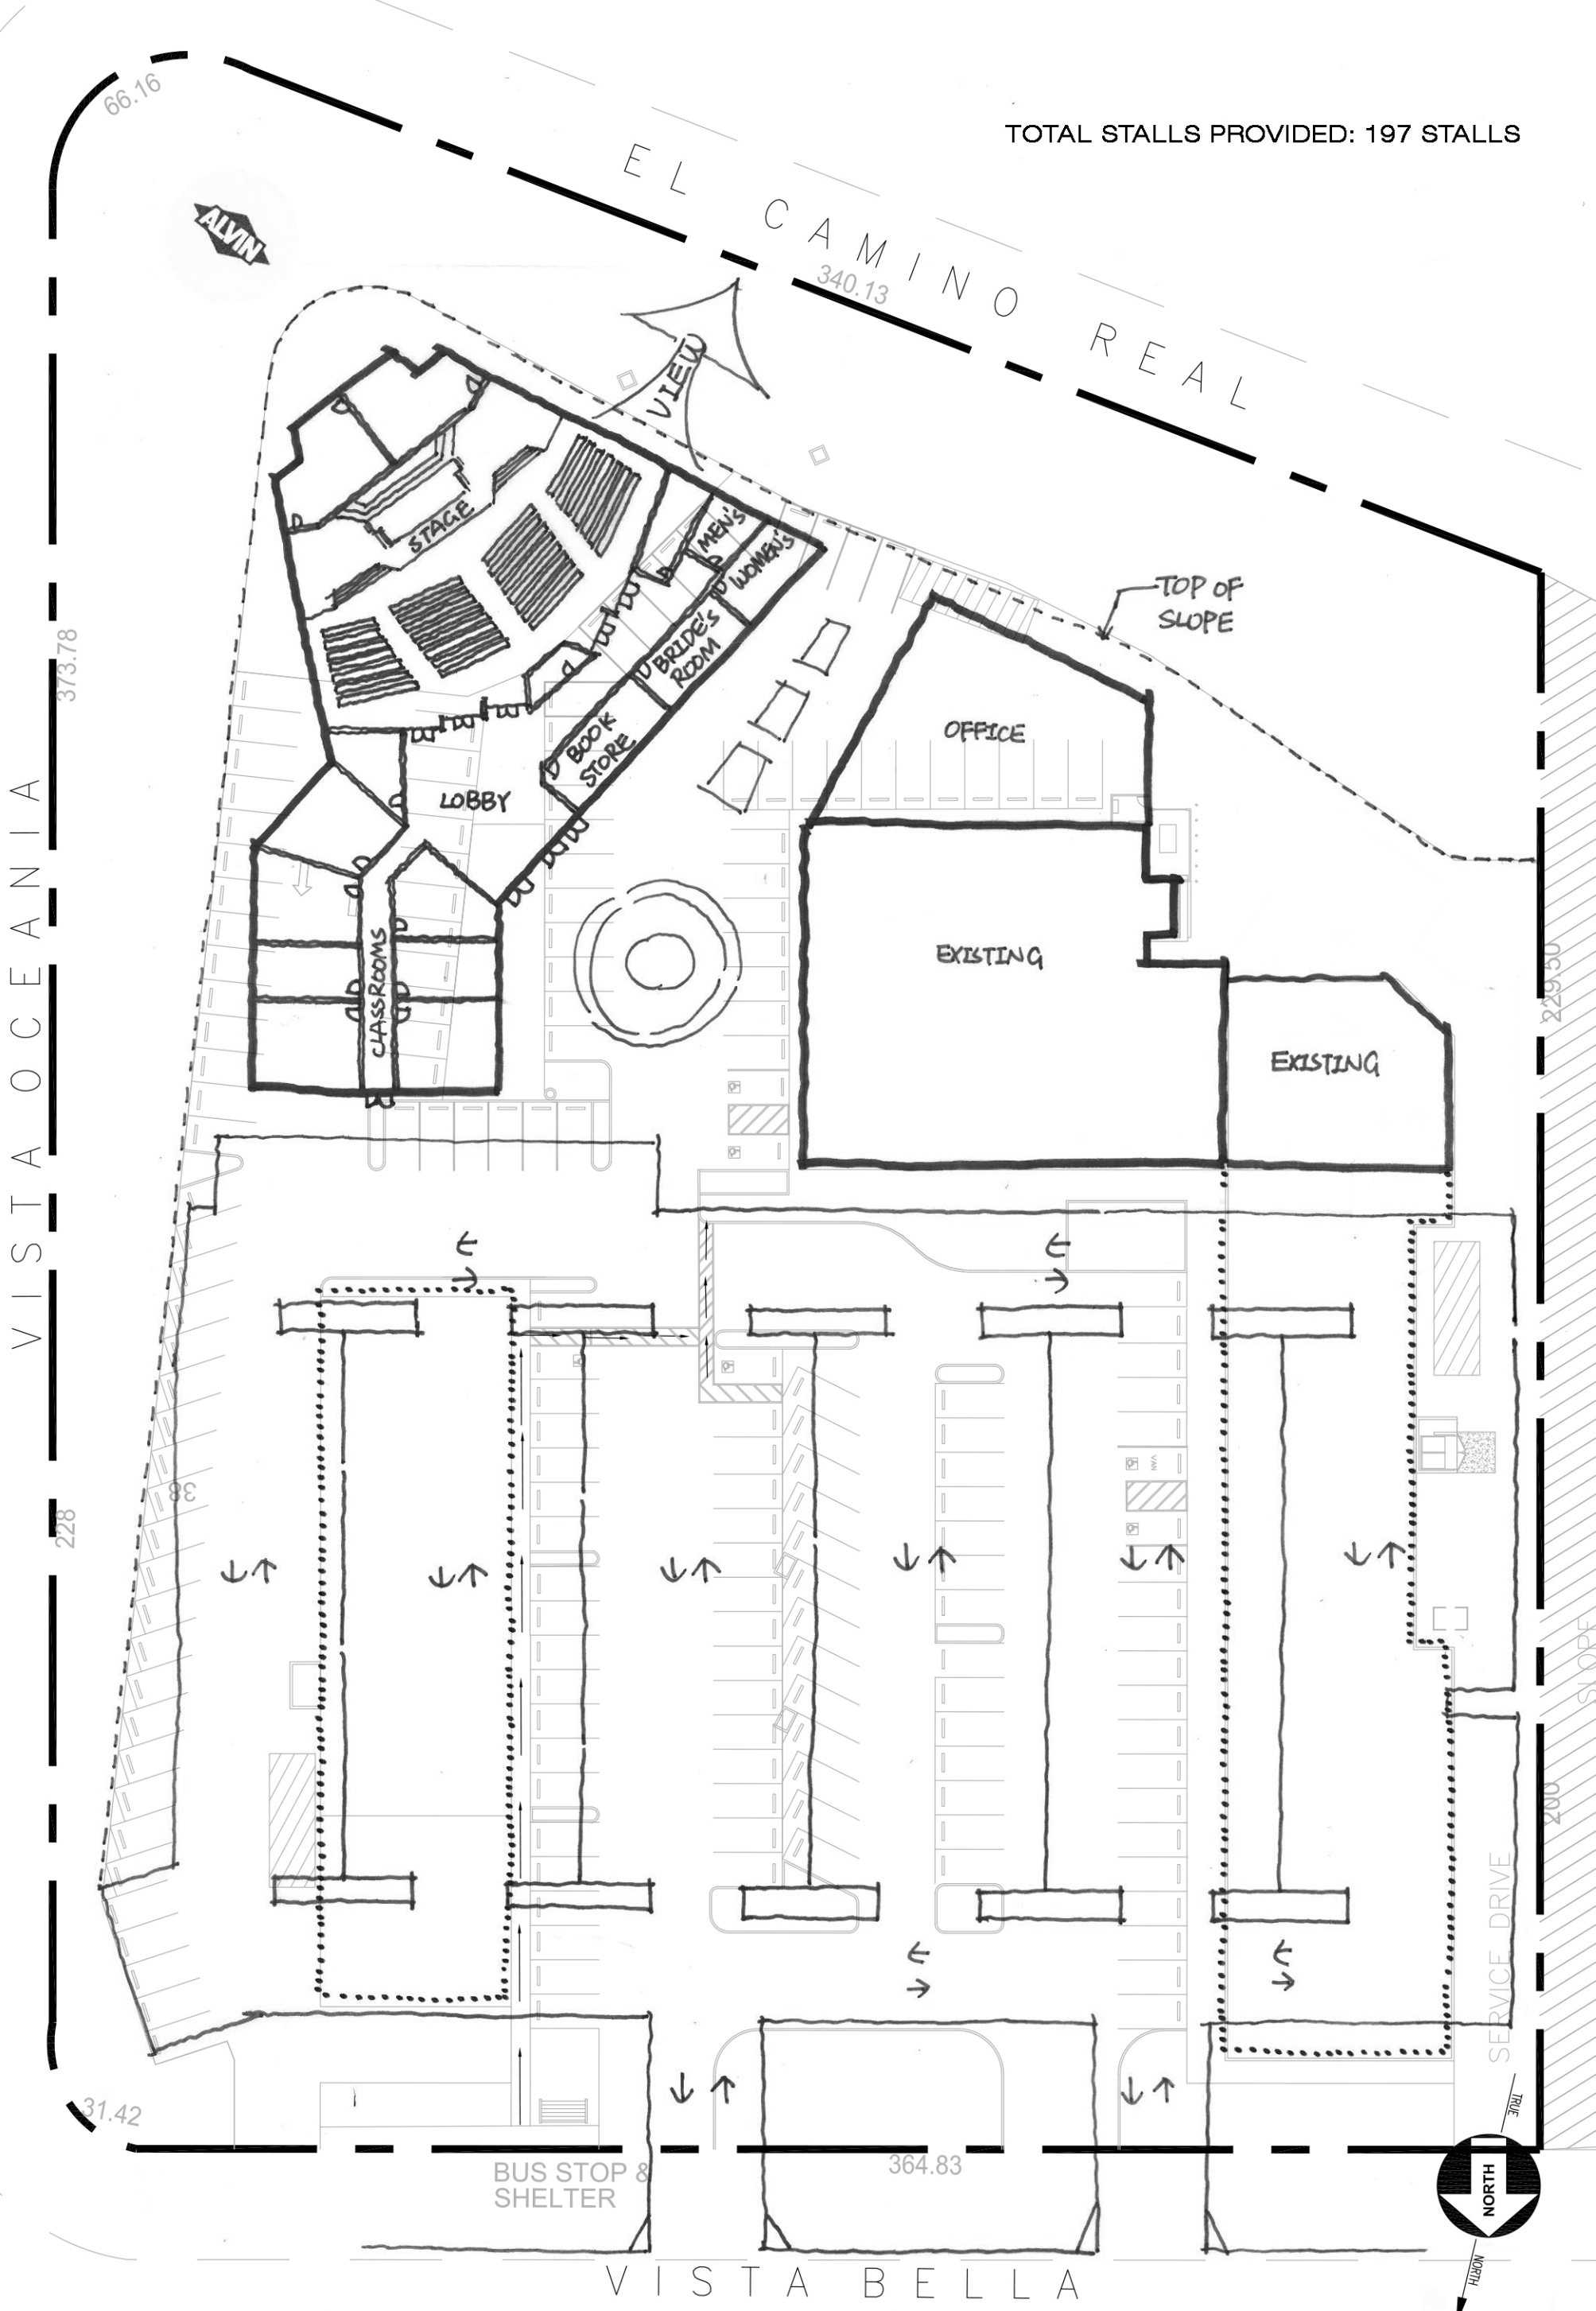 66.16
TOTAL STALLS PROVIDED: 197 STALLS
EL CAMINO REAL
ALVIN
340.13
VIEW
STAGE
MEN'S
WOMEN'S
TOP OF
SLOPE
BRIDE'S
ROOM
373.78
OFFICE
BOOK
STORE
LOBBY
VISTA OCEANIA
CLASSROOMS
EXISTING
229.50
EXISTING
VAN
38
228
SLOPE
200
SERVICE DRIVE
31.42
TRUE
NORTH
NORTH
BUS STOP &
SHELTER
364.83
VISTA BELLA